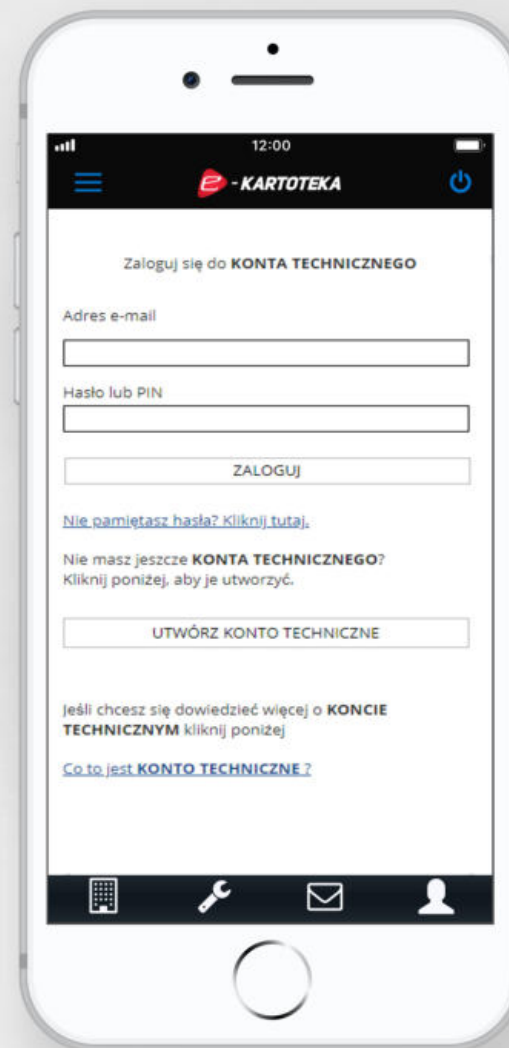 12:00
e - KARTOTEKA
Zaloguj się do KONTA TECHNICZNEGO
Adres e-mail
Hasło lub PIN
ZALOGUJ
Nie pamiętasz hasła? Kliknij tutaj.
Nie masz jeszcze KONTA TECHNICZNEGO?
Kliknij poniżej, aby je utworzyć.
UTWÓRZ KONTO TECHNICZNE
Jeśli chcesz się dowiedzieć więcej o KONCIE
TECHNICZNYM kliknij poniżej
Co to jest KONTO TECHNICZNE ?